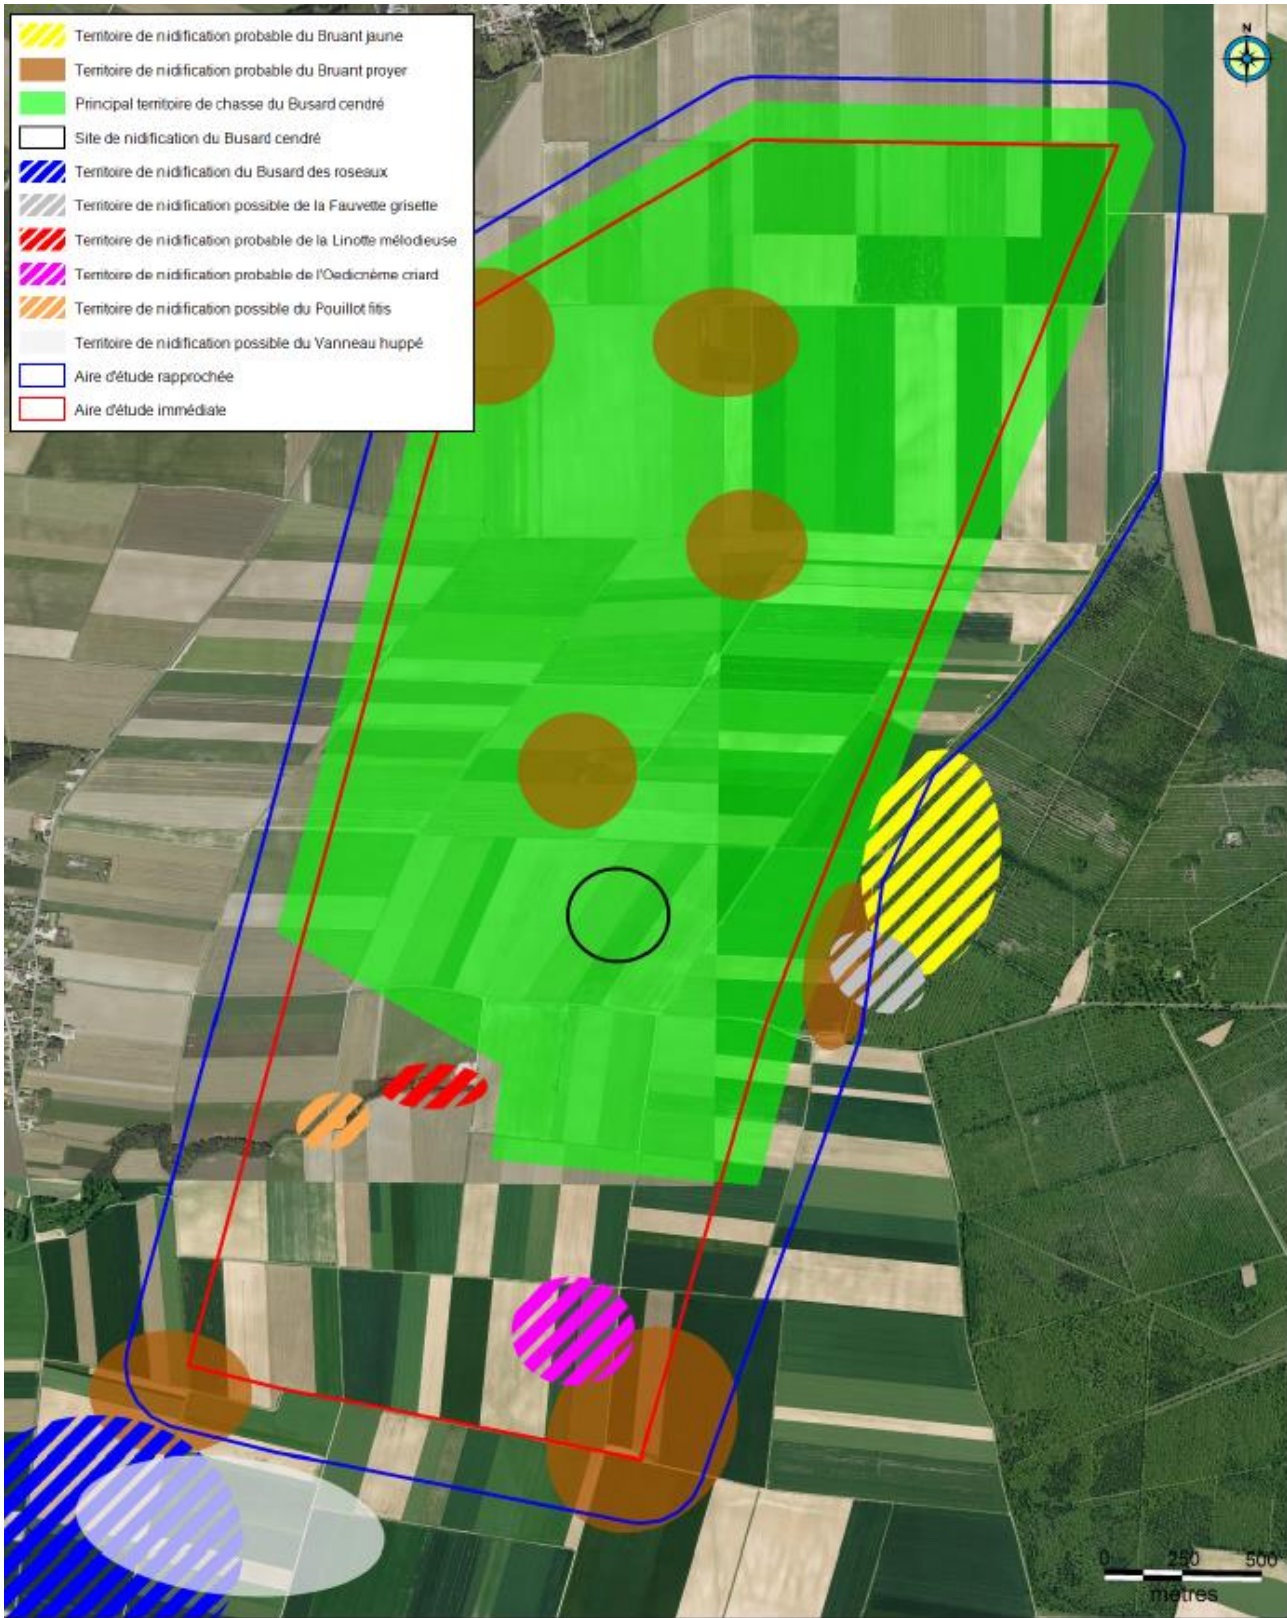 Territoire de nidification probable du Bruant jaune
Territoire de nidification probable du Bruant proyer
Principal territoire de chasse du Busard cendré
Site de nidification du Busard cendré
Territoire de nidification du Busard des roseaux
Territoire de nidification possible de la Fauvette grisette
Territoire de nidification probable de la Linotte mélodieuse
Territoire de nidification probable de l'Oedicnème criard
Territoire de nidification possible du Pouillot fitis
Territoire de nidification possible du Vanneau huppé
Aire d'étude rapprochée
Aire d'étude immédiate
N
0 250 500
mètres